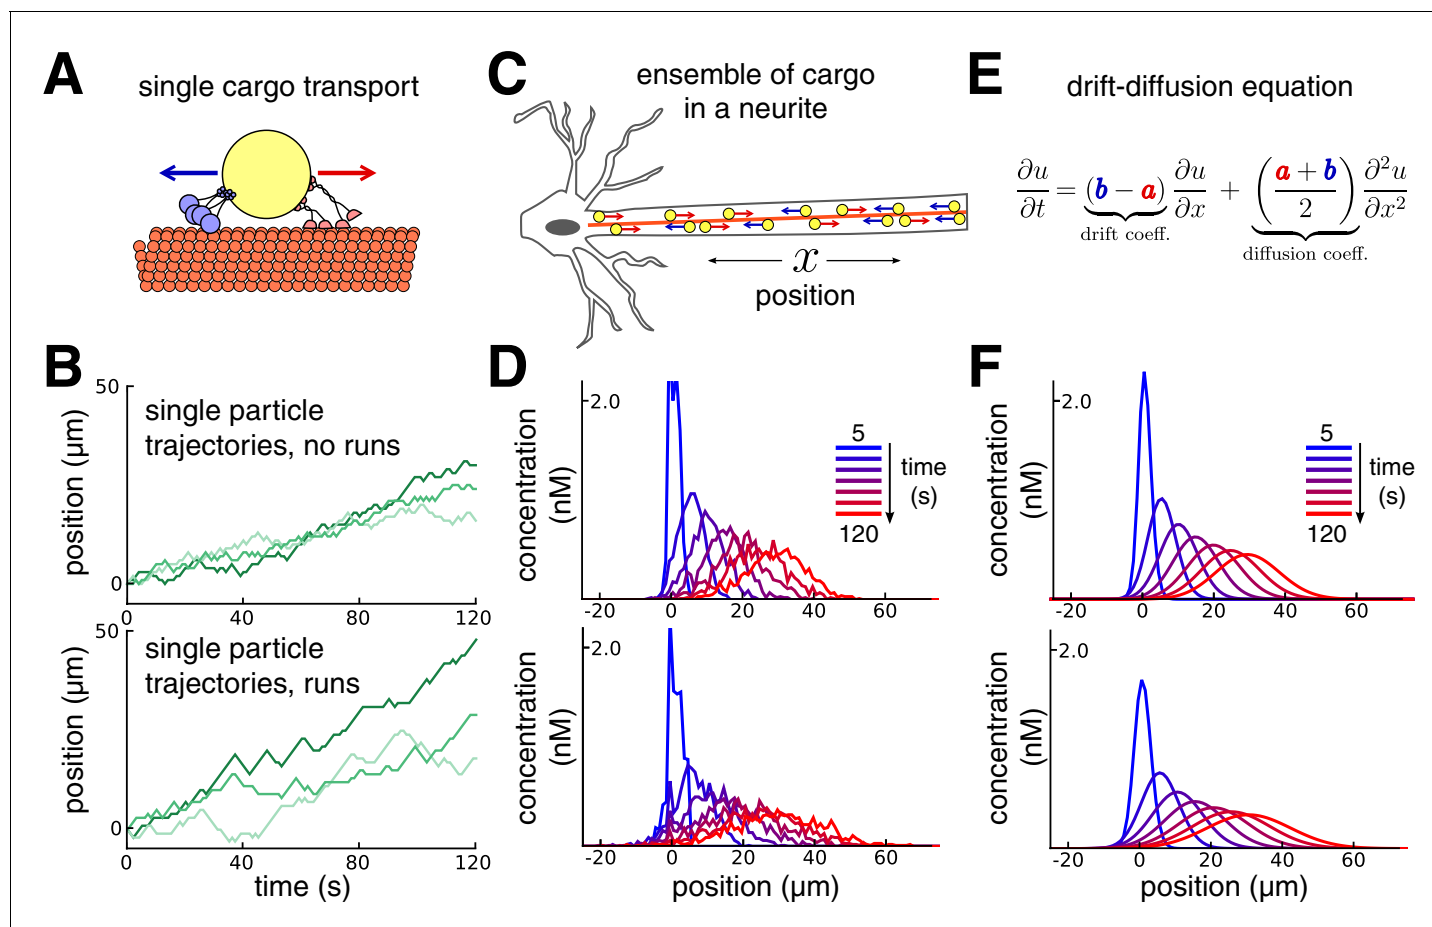 A
single cargo transport
B
50
0
position (µm)
single particle
trajectories, no runs
0
40
80
120
50
0
position (µm)
single particle
trajectories, runs
0
40
80
120
time (s)
C
ensemble of cargo
in a neurite
x
position
D
concentration
(nM)
2.0
5
time
(s)
120
-20
0
20
40
60
concentration
(nM)
2.0
-20
0
20
40
60
position (µm)
E
drift-diffusion equation
∂u/∂t = (b − a) ∂u/∂x + ((a + b)/2) ∂²u/∂x²
drift coeff.
diffusion coeff.
F
concentration
(nM)
2.0
5
time
(s)
120
-20
0
20
40
60
concentration
(nM)
2.0
-20
0
20
40
60
position (µm)